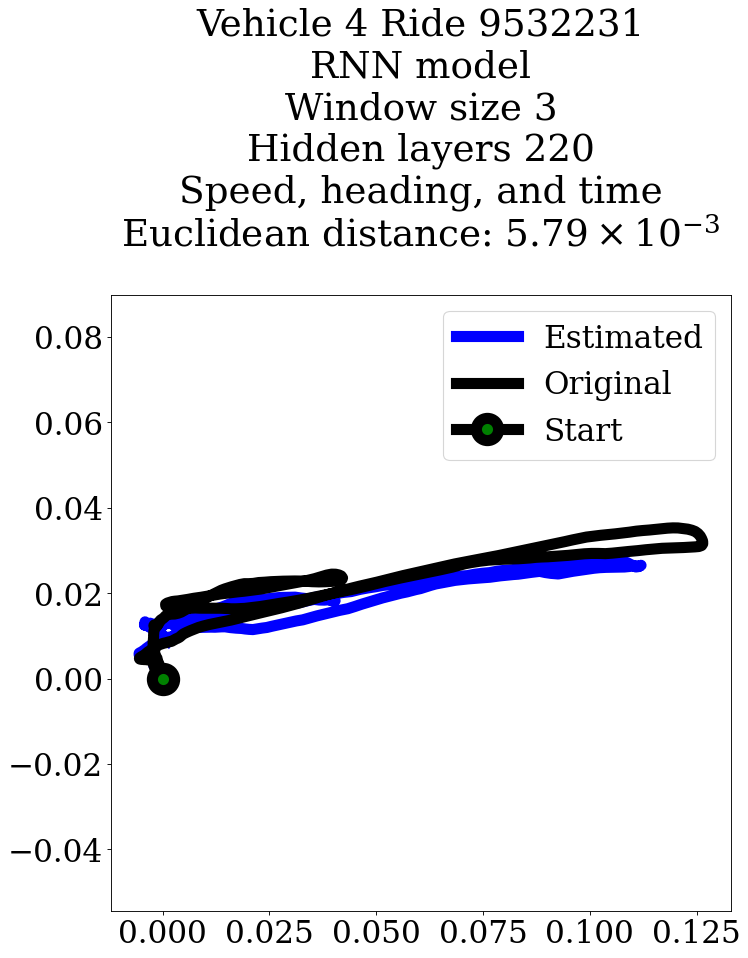 Vehicle 4 Ride 9532231
RNN model
Window size 3
Hidden layers 220
Speed, heading, and time
Euclidean distance: 5.79 × 10⁻³
Estimated
Original
Start
0.08
0.06
0.04
0.02
0.00
−0.02
−0.04
0.000 0.025 0.050 0.075 0.100 0.125